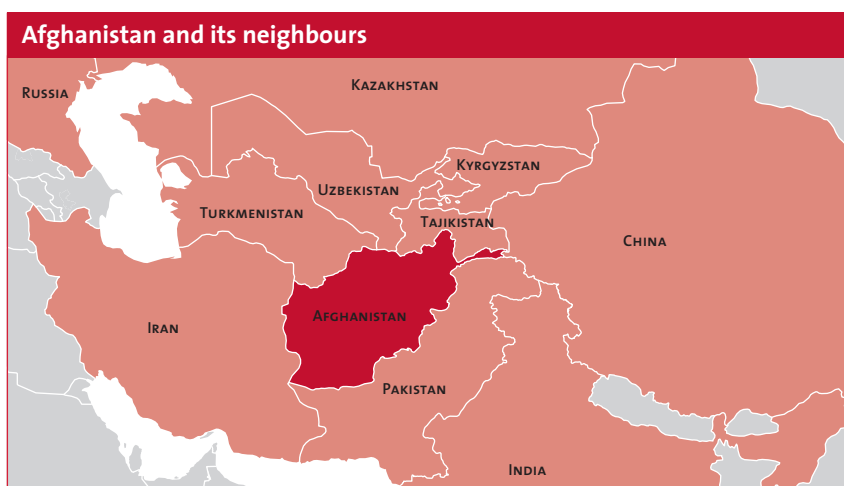 Afghanistan and its neighbours
RUSSIA
KAZAKHSTAN
KYRGYZSTAN
UZBEKISTAN
TURKMENISTAN
TAJIKISTAN
CHINA
AFGHANISTAN
IRAN
PAKISTAN
INDIA